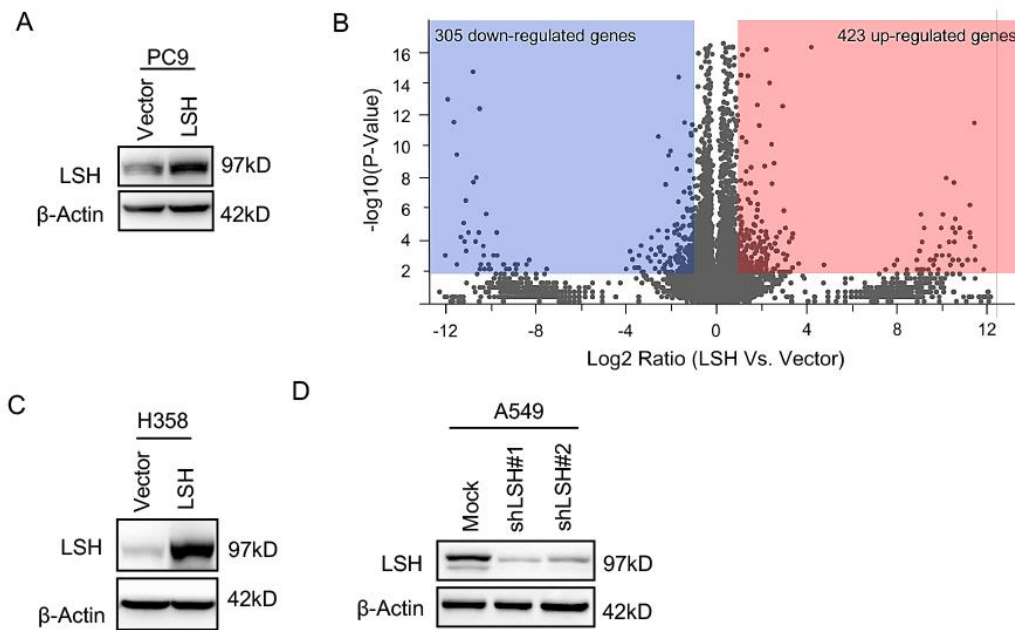 A
PC9
Vector
LSH
LSH
97kD
β-Actin
42kD
B
305 down-regulated genes
423 up-regulated genes
-log10(P-Value)
16
14
12
10
8
6
4
2
-12
-8
-4
0
4
8
12
Log2 Ratio (LSH Vs. Vector)
C
H358
Vector
LSH
LSH
97kD
β-Actin
42kD
D
A549
Mock
shLSH#1
shLSH#2
LSH
97kD
β-Actin
42kD